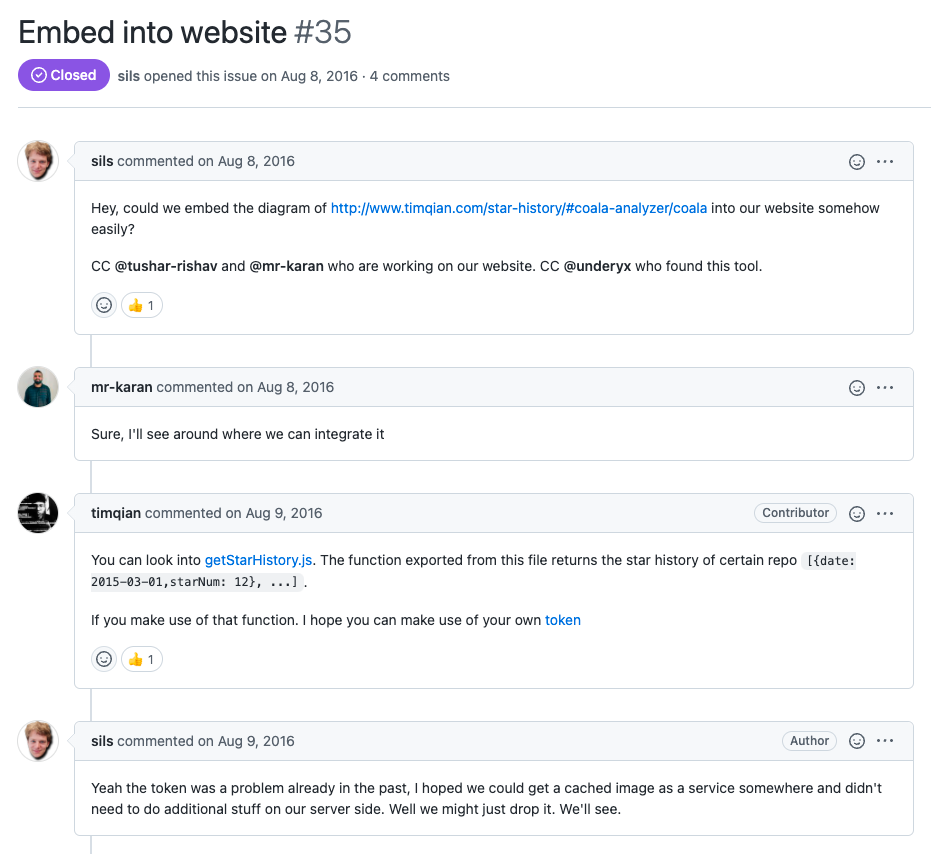 Embed into website #35
Closed sils opened this issue on Aug 8, 2016 · 4 comments
sils commented on Aug 8, 2016
Hey, could we embed the diagram of http://www.timqian.com/star-history/#coala-analyzer/coala into our website somehow
easily?
CC @tushar-rishav and @mr-karan who are working on our website. CC @underyx who found this tool.
👍 1
mr-karan commented on Aug 8, 2016
Sure, I'll see around where we can integrate it
timqian commented on Aug 9, 2016 Contributor
You can look into getStarHistory.js. The function exported from this file returns the star history of certain repo [{date:
2015-03-01,starNum: 12}, ...].
If you make use of that function. I hope you can make use of your own token
👍 1
sils commented on Aug 9, 2016 Author
Yeah the token was a problem already in the past, I hoped we could get a cached image as a service somewhere and didn't
need to do additional stuff on our server side. Well we might just drop it. We'll see.